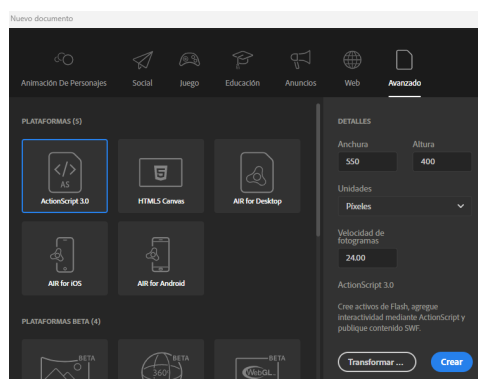 Nuevo documento
Animación De Personajes
Social
Juego
Educación
Anuncios
Web
Avanzado
PLATAFORMAS (5)
</>
AS
ActionScript 3.0
5
HTML5 Canvas
AIR for Desktop
AIR for iOS
AIR for Android
PLATAFORMAS BETA (4)
BETA
BETA
360°
BETA
WebGL
DETALLES
Anchura
Altura
550
400
Unidades
Píxeles
Velocidad de
fotogramas
24.00
ActionScript 3.0
Cree activos de Flash, agregue
interactividad mediante ActionScript y
publique contenido SWF.
Transformar ...
Crear